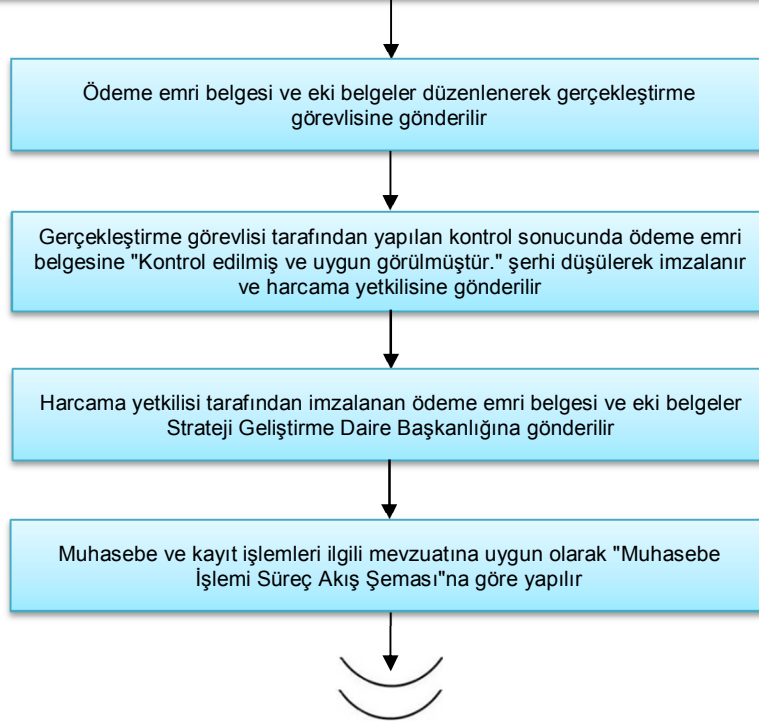 Ödeme emri belgesi ve eki belgeler düzenlenerek gerçekleştirme
görevlisine gönderilir
Gerçekleştirme görevlisi tarafından yapılan kontrol sonucunda ödeme emri
belgesine "Kontrol edilmiş ve uygun görülmüştür." şerhi düşülerek imzalanır
ve harcama yetkilisine gönderilir
Harcama yetkilisi tarafından imzalanan ödeme emri belgesi ve eki belgeler
Strateji Geliştirme Daire Başkanlığına gönderilir
Muhasebe ve kayıt işlemleri ilgili mevzuatına uygun olarak "Muhasebe
İşlemi Süreç Akış Şeması"na göre yapılır